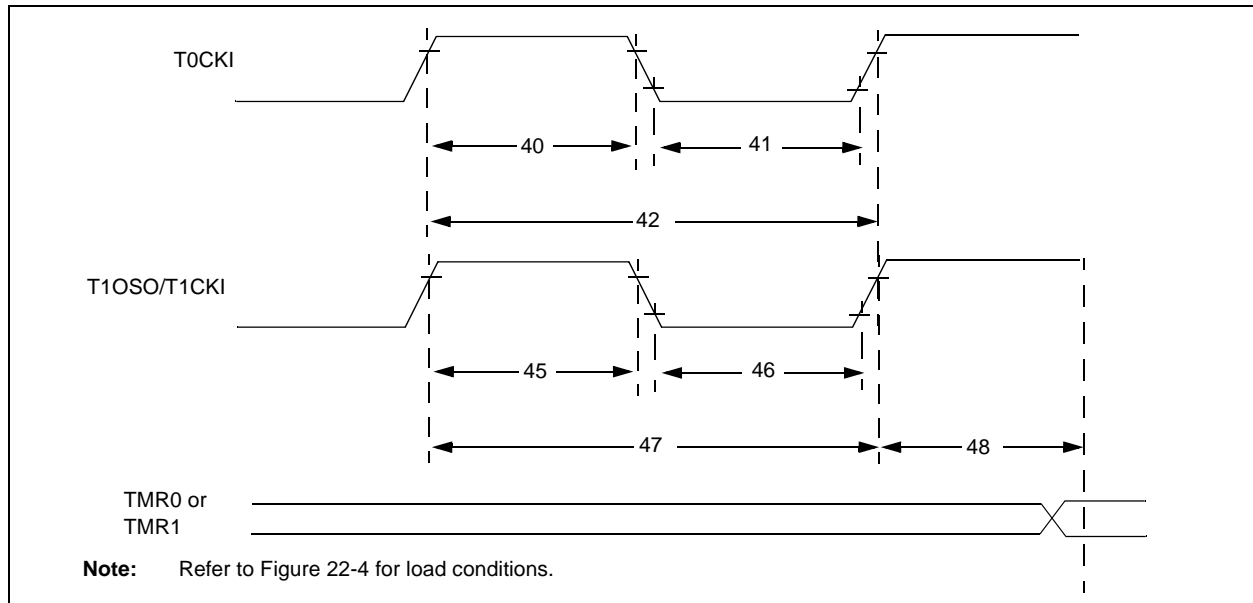 T0CKI
40
41
42
T1OSO/T1CKI
45
46
47
48
TMR0 or
TMR1
Note: Refer to Figure 22-4 for load conditions.